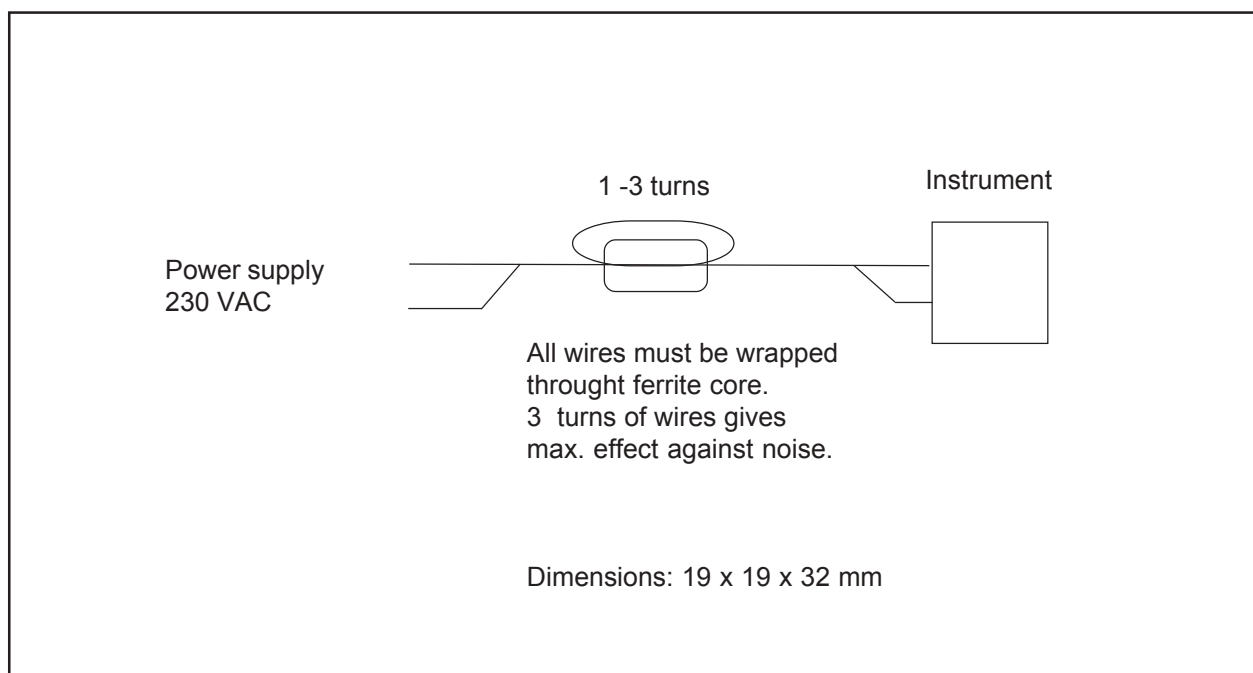 1 -3 turns
Instrument
Power supply
230 VAC
All wires must be wrapped
throught ferrite core.
3  turns of wires gives
max. effect against noise.
Dimensions: 19 x 19 x 32 mm